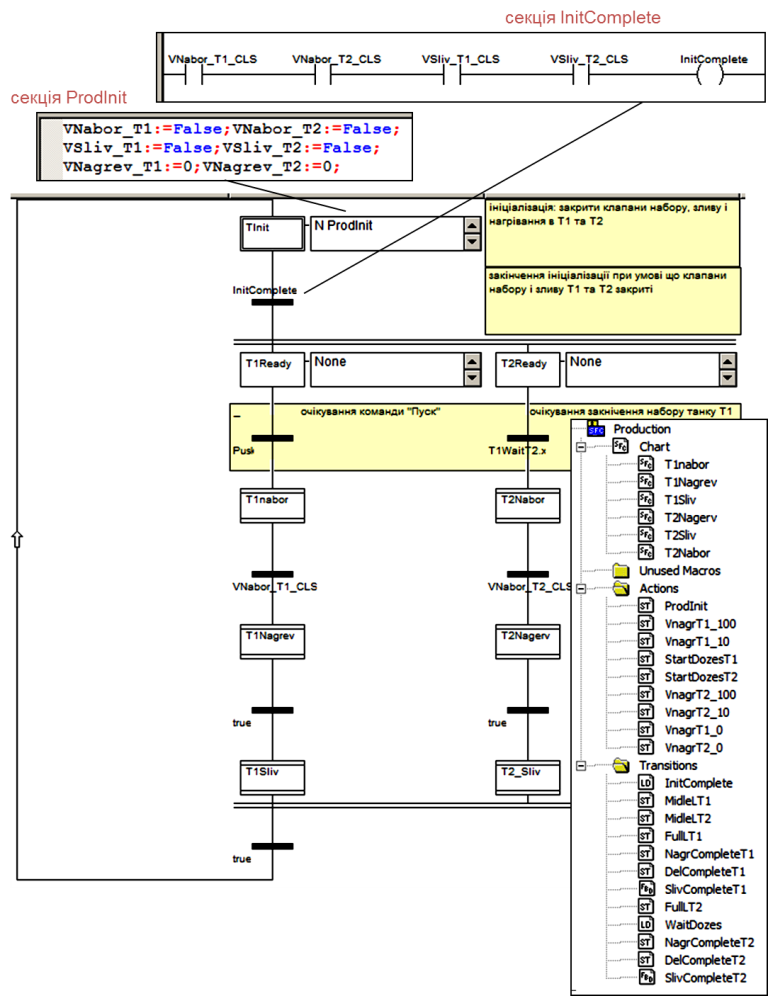 секція InitComplete
VNabor_T1_CLS VNabor_T2_CLS VSliv_T1_CLS VSliv_T2_CLS InitComplete
секція ProdInit
VNabor_T1:=False;VNabor_T2:=False;
VSliv_T1:=False;VSliv_T2:=False;
VNagrev_T1:=0;VNagrev_T2:=0;
TInit
N ProdInit
ініціалізація: закрити клапани набору, зливу і
нагрівання в Т1 та Т2
закінчення ініціалізації при умові що клапани
набору і зливу Т1 та Т2 закриті
InitComplete
T1Ready None T2Ready None
очікування команди "Пуск" очікування закнічення набору танку Т1
Pusk T1WaitT2.x
T1nabor T2Nabor
VNabor_T1_CLS VNabor_T2_CLS
T1Nagrev T2Nagerv
true true
T1Sliv T2_Sliv
true
Production
Chart
T1nabor
T1Nagrev
T1Sliv
T2Nagerv
T2Sliv
T2Nabor
Unused Macros
Actions
ProdInit
VnagrT1_100
VnagrT1_10
StartDozesT1
StartDozesT2
VnagrT2_100
VnagrT2_10
VnagrT1_0
VnagrT2_0
Transitions
InitComplete
MidleLT1
MidleLT2
FullLT1
NagrCompleteT1
DelCompleteT1
SlivCompleteT1
FullLT2
WaitDozes
NagrCompleteT2
DelCompleteT2
SlivCompleteT2